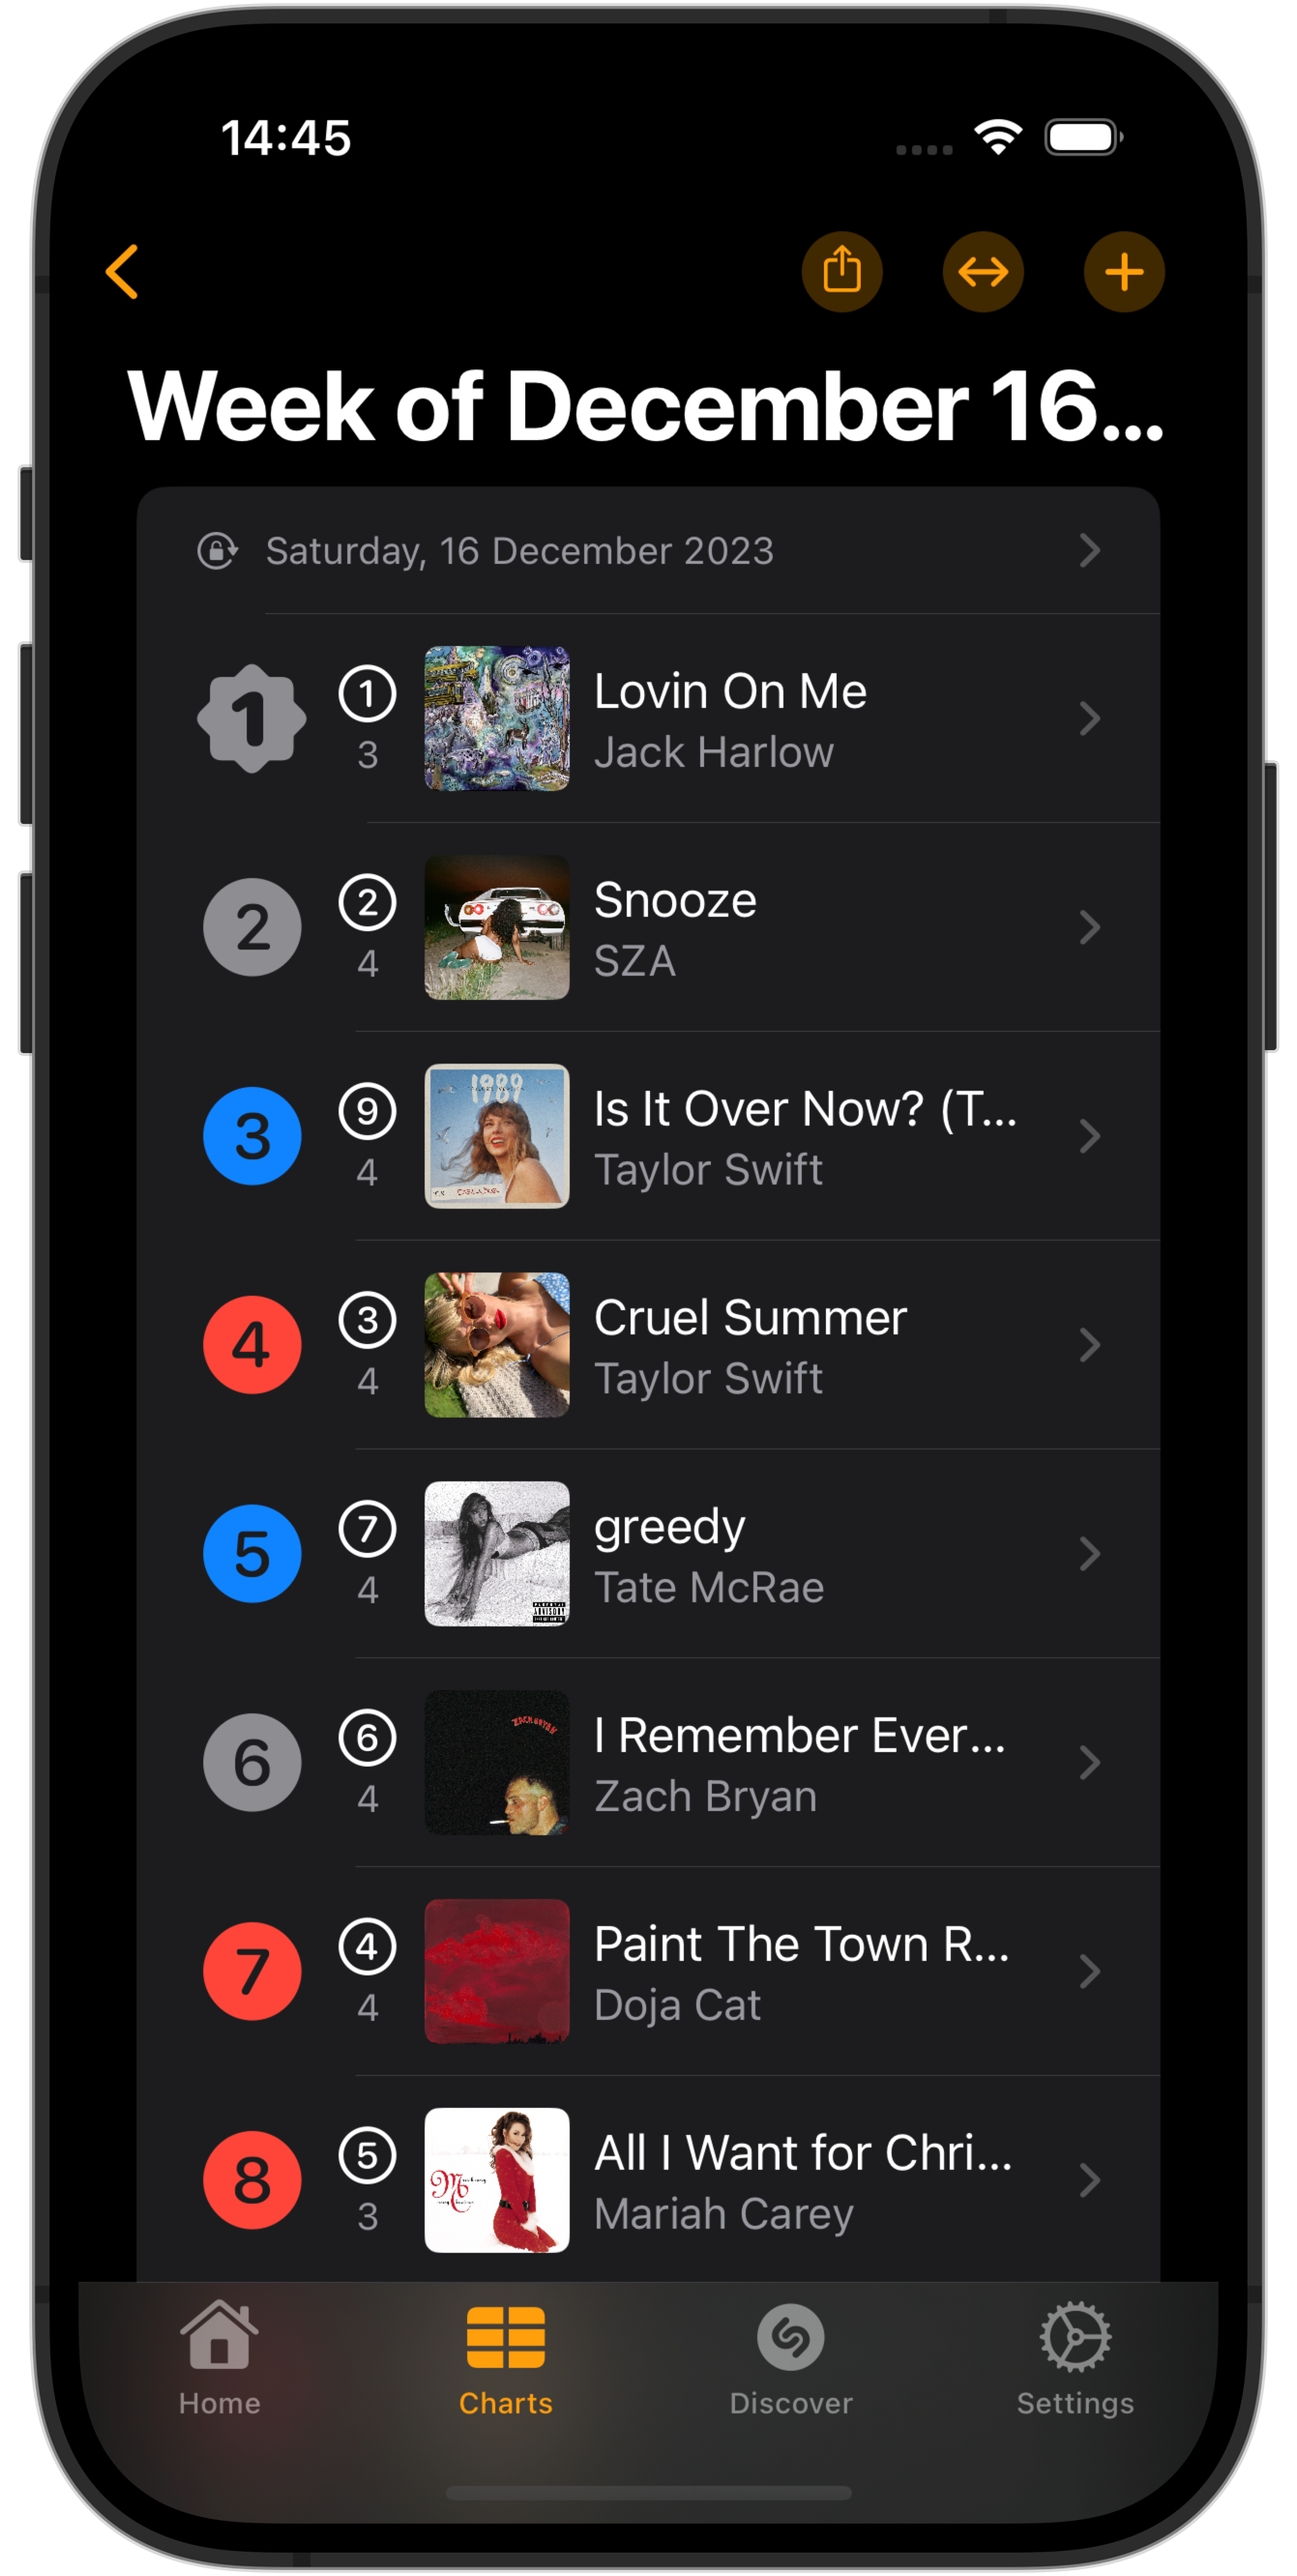 14:45
Week of December 16...
Saturday, 16 December 2023
1
1
3
Lovin On Me
Jack Harlow
2
2
4
Snooze
SZA
3
9
4
1989
Is It Over Now? (T...
Taylor Swift
4
3
4
Cruel Summer
Taylor Swift
5
7
4
greedy
Tate McRae
6
6
4
ZACH BRYAN
I Remember Ever...
Zach Bryan
7
4
4
Paint The Town R...
Doja Cat
8
5
3
All I Want for Chri...
Mariah Carey
Home
Charts
Discover
Settings